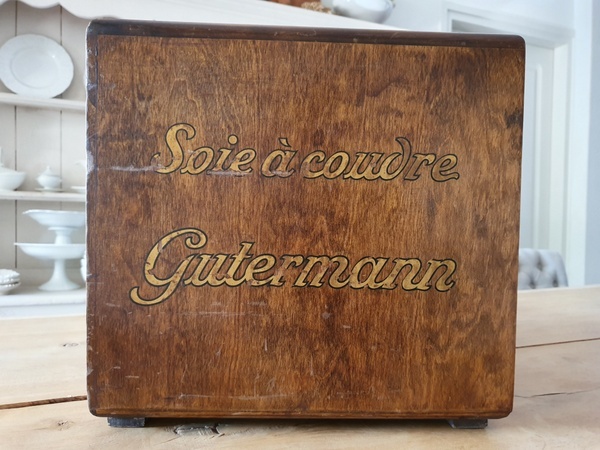 Soie à coudre
Gutermann